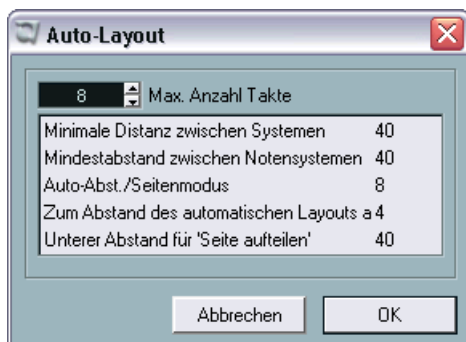 Auto-Layout
8 Max. Anzahl Takte
Minimale Distanz zwischen Systemen 40
Mindestabstand zwischen Notensystemen 40
Auto-Abst./Seitenmodus 8
Zum Abstand des automatischen Layouts a 4
Unterer Abstand für 'Seite aufteilen' 40
Abbrechen OK